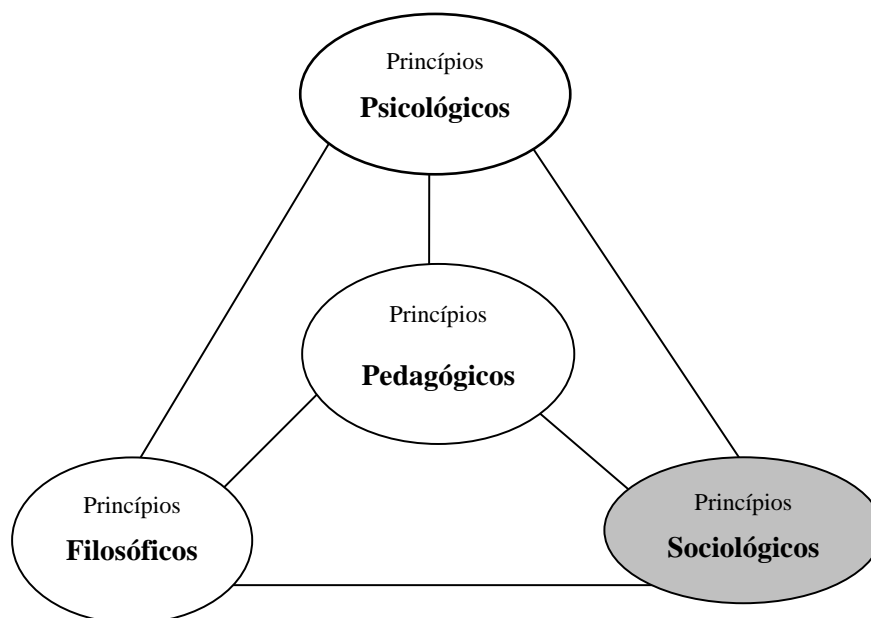 Princípios
Psicológicos
Princípios
Pedagógicos
Princípios
Filosóficos
Princípios
Sociológicos